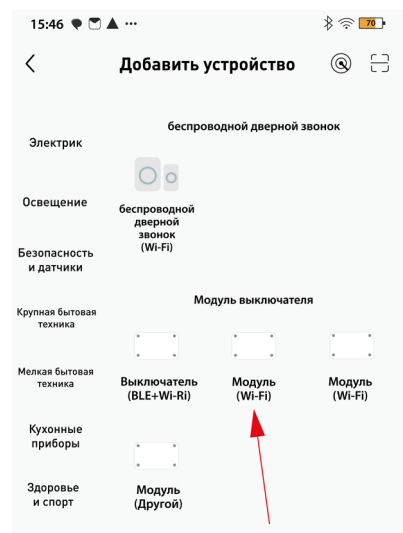 15:46
70
Добавить устройство
беспроводной дверной звонок
Электрик
Освещение
беспроводной
дверной
звонок
(Wi-Fi)
Безопасность
и датчики
Модуль выключателя
Крупная бытовая
техника
Мелкая бытовая
техника
Выключатель
(BLE+Wi-Ri)
Модуль
(Wi-Fi)
Модуль
(Wi-Fi)
Кухонные
приборы
Здоровье
и спорт
Модуль
(Другой)